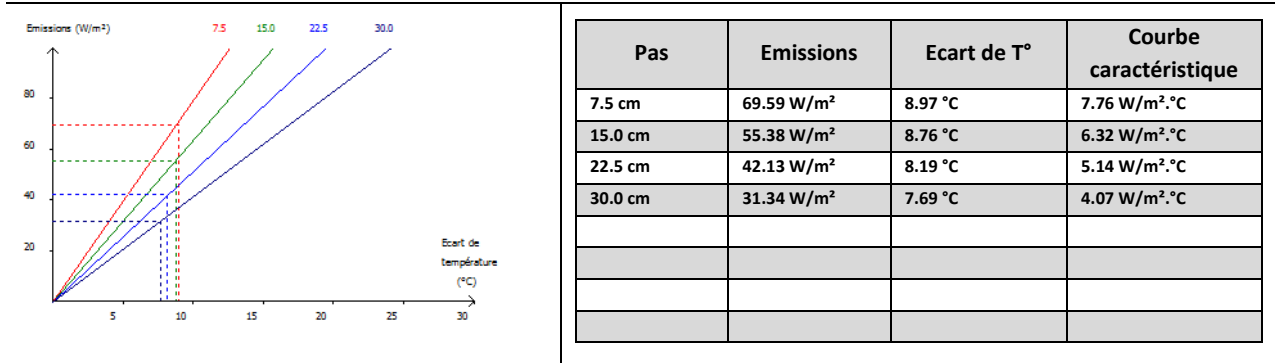 Emissions (W/m²)
7.5 15.0 22.5 30.0
80
60
40
20
Ecart de
température
(°C)
5 10 15 20 25 30
Pas Emissions Ecart de T° Courbe
caractéristique
7.5 cm 69.59 W/m² 8.97 °C 7.76 W/m².°C
15.0 cm 55.38 W/m² 8.76 °C 6.32 W/m².°C
22.5 cm 42.13 W/m² 8.19 °C 5.14 W/m².°C
30.0 cm 31.34 W/m² 7.69 °C 4.07 W/m².°C